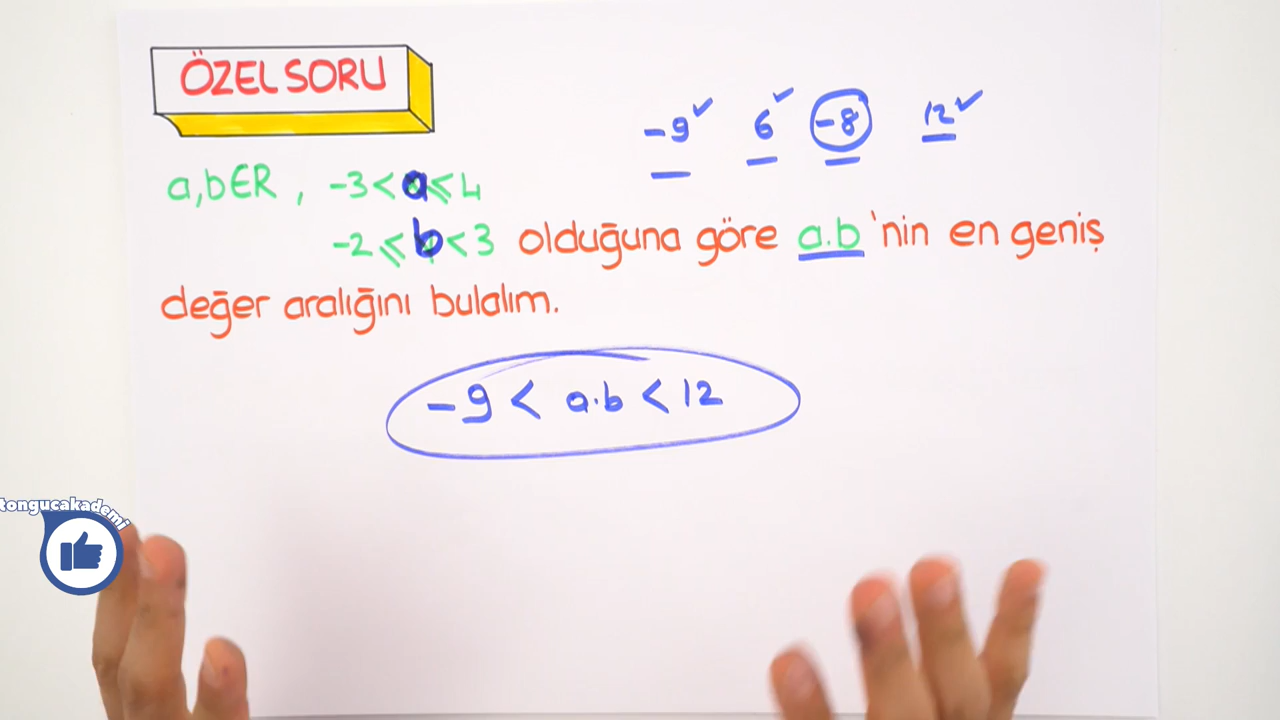 ÖZEL SORU
-9 6 -8 12
a,b∈R , -3<a≤4
-2≤b<3 olduğuna göre a.b 'nin en geniş
değer aralığını bulalım.
-9 < a.b < 12
tongucakademi